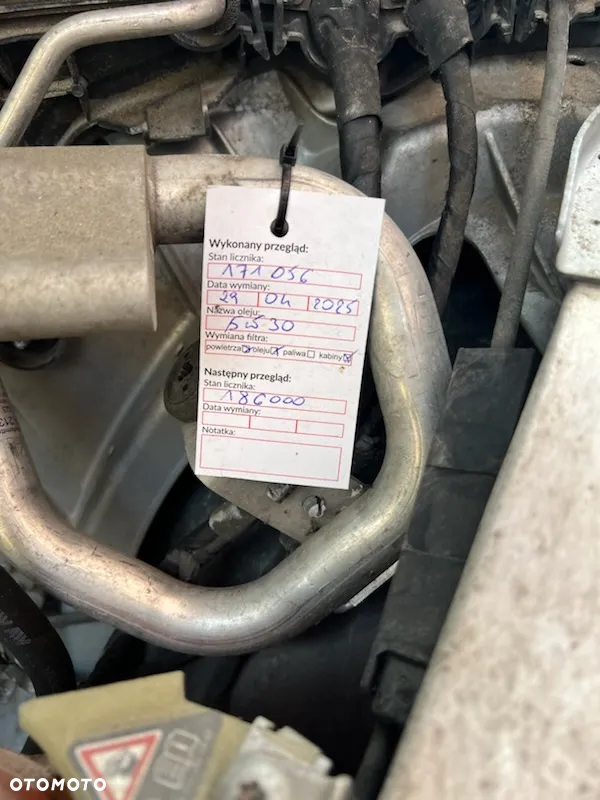 Wykonany przegląd:
Stan licznika:
171 056
Data wymiany:
29 04 2025
Nazwa oleju:
5w30
Wymiana filtra:
powietrza oleju paliwa kabiny
Następny przegląd:
Stan licznika:
186000
Data wymiany:
Notatka:
OTOMOTO